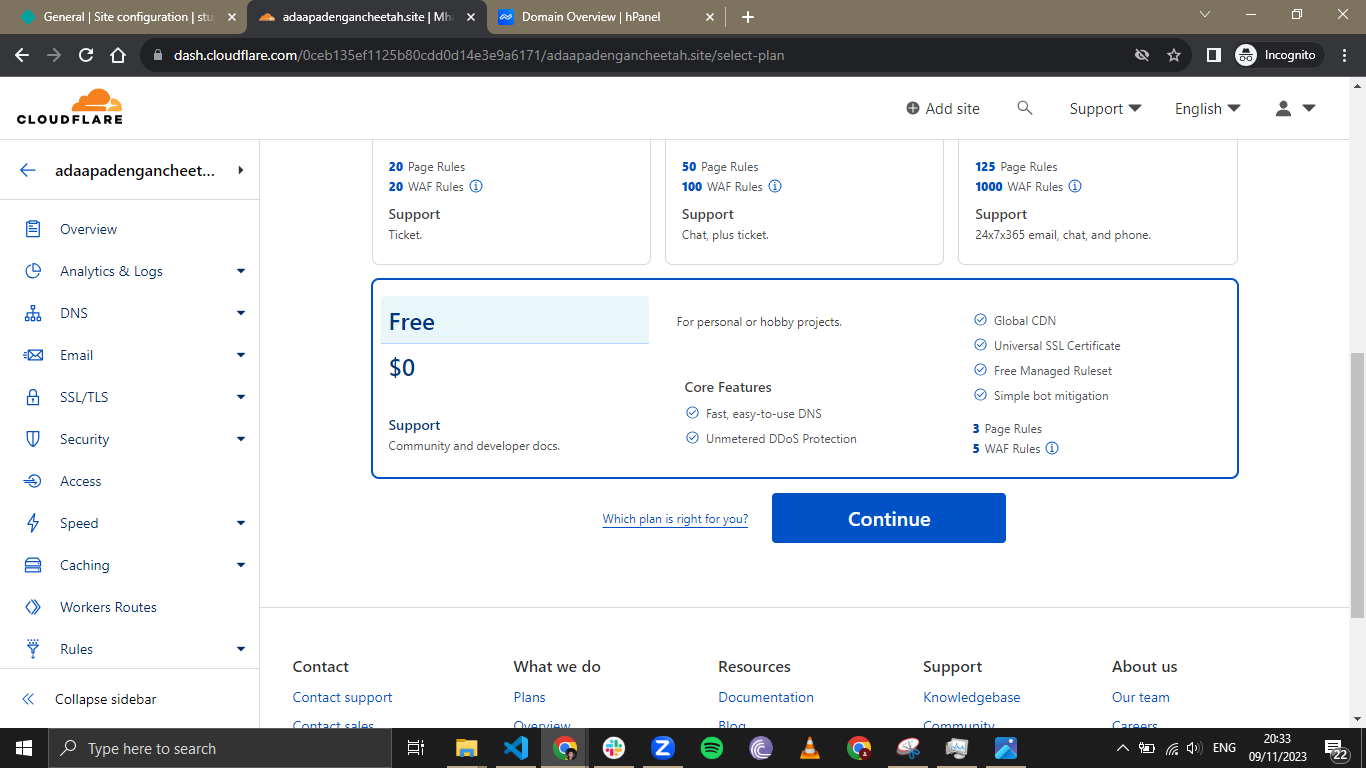 General | Site configuration | stu
adaapadengancheetah.site | Mha
Domain Overview | hPanel
dash.cloudflare.com/0ceb135ef1125b80cdd0d14e3e9a6171/adaapadengancheetah.site/select-plan
Incognito
CLOUDFLARE
Add site
Support
English
adaapadengancheet...
Overview
Analytics & Logs
DNS
Email
SSL/TLS
Security
Access
Speed
Caching
Workers Routes
Rules
Collapse sidebar
20 Page Rules
20 WAF Rules
Support
Ticket.
50 Page Rules
100 WAF Rules
Support
Chat, plus ticket.
125 Page Rules
1000 WAF Rules
Support
24x7x365 email, chat, and phone.
Free
$0
Support
Community and developer docs.
For personal or hobby projects.
Core Features
Fast, easy-to-use DNS
Unmetered DDoS Protection
Global CDN
Universal SSL Certificate
Free Managed Ruleset
Simple bot mitigation
3 Page Rules
5 WAF Rules
Which plan is right for you?
Continue
Contact
Contact support
Contact sales
What we do
Plans
Overview
Resources
Documentation
Blog
Support
Knowledgebase
Community
About us
Our team
Careers
Type here to search
ENG
20:33
09/11/2023
22